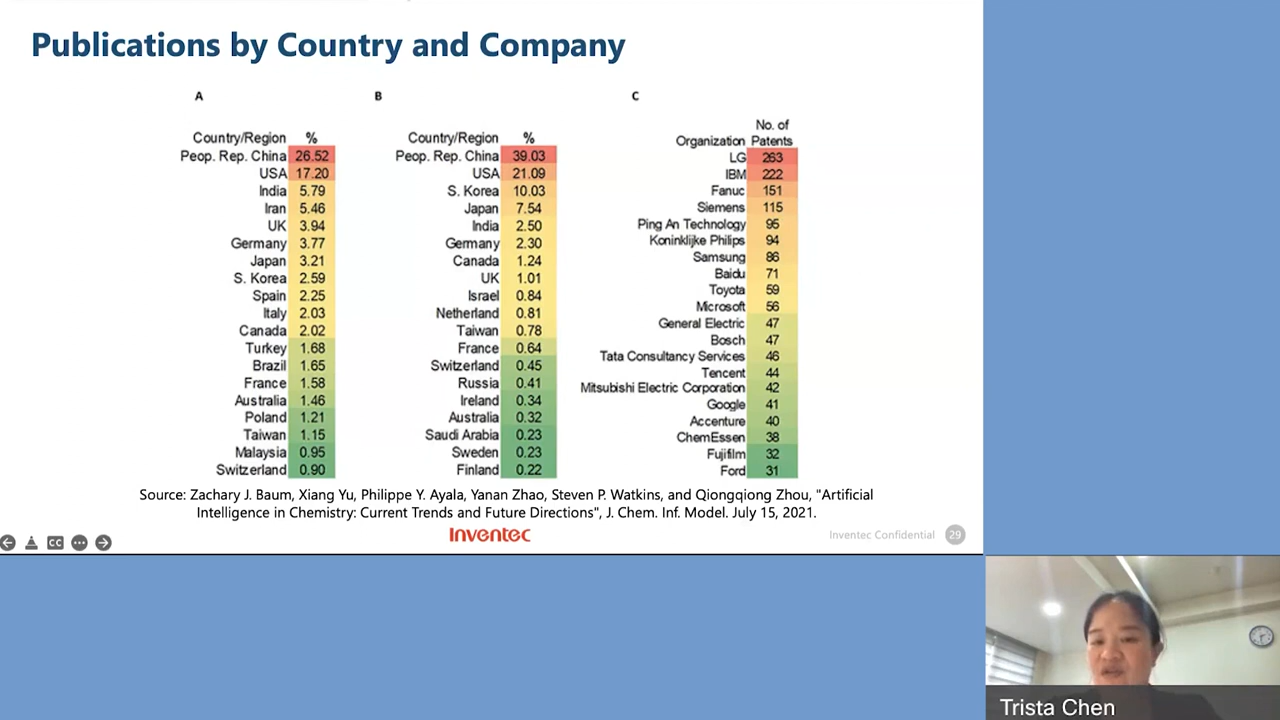 Publications by Country and Company
A
Country/Region %
Peop. Rep. China 26.52
USA 17.20
India 5.79
Iran 5.46
UK 3.94
Germany 3.77
Japan 3.21
S. Korea 2.59
Spain 2.25
Italy 2.03
Canada 2.02
Turkey 1.68
Brazil 1.65
France 1.58
Australia 1.46
Poland 1.21
Taiwan 1.15
Malaysia 0.95
Switzerland 0.90
B
Country/Region %
Peop. Rep. China 39.03
USA 21.09
S. Korea 10.03
Japan 7.54
India 2.50
Germany 2.30
Canada 1.24
UK 1.01
Israel 0.84
Netherland 0.81
Taiwan 0.78
France 0.64
Switzerland 0.45
Russia 0.41
Ireland 0.34
Australia 0.32
Saudi Arabia 0.23
Sweden 0.23
Finland 0.22
C
No. of
Organization Patents
LG 263
IBM 222
Fanuc 151
Siemens 115
Ping An Technology 95
Koninklijke Philips 94
Samsung 86
Baidu 71
Toyota 59
Microsoft 56
General Electric 47
Bosch 47
Tata Consultancy Services 46
Tencent 44
Mitsubishi Electric Corporation 42
Google 41
Accenture 40
ChemEssen 38
Fujifilm 32
Ford 31
Source: Zachary J. Baum, Xiang Yu, Philippe Y. Ayala, Yanan Zhao, Steven P. Watkins, and Qiongqiong Zhou, "Artificial
Intelligence in Chemistry: Current Trends and Future Directions", J. Chem. Inf. Model. July 15, 2021.
CC
Inventec
Inventec Confidential 29
Trista Chen